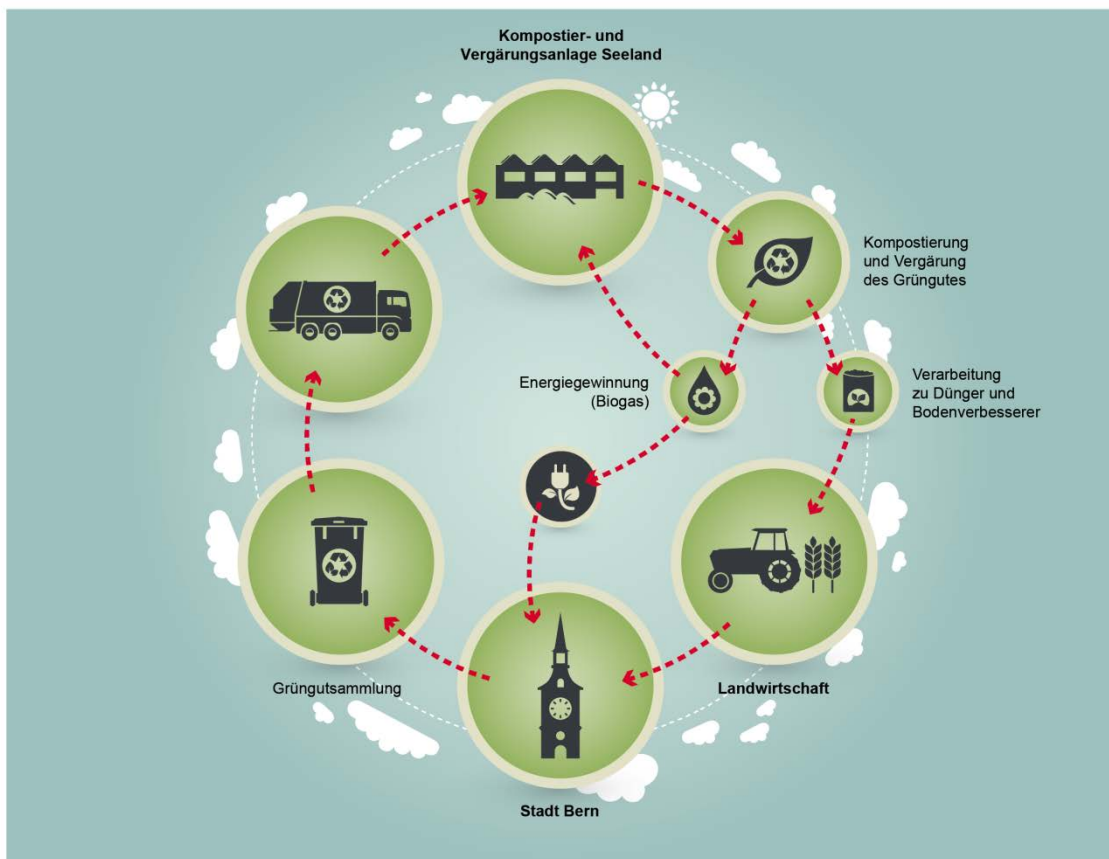 Kompostier- und
Vergärungsanlage Seeland
Kompostierung
und Vergärung
des Grüngutes
Energiegewinnung
(Biogas)
Verarbeitung
zu Dünger und
Bodenverbesserer
Grüngutsammlung
Landwirtschaft
Stadt Bern